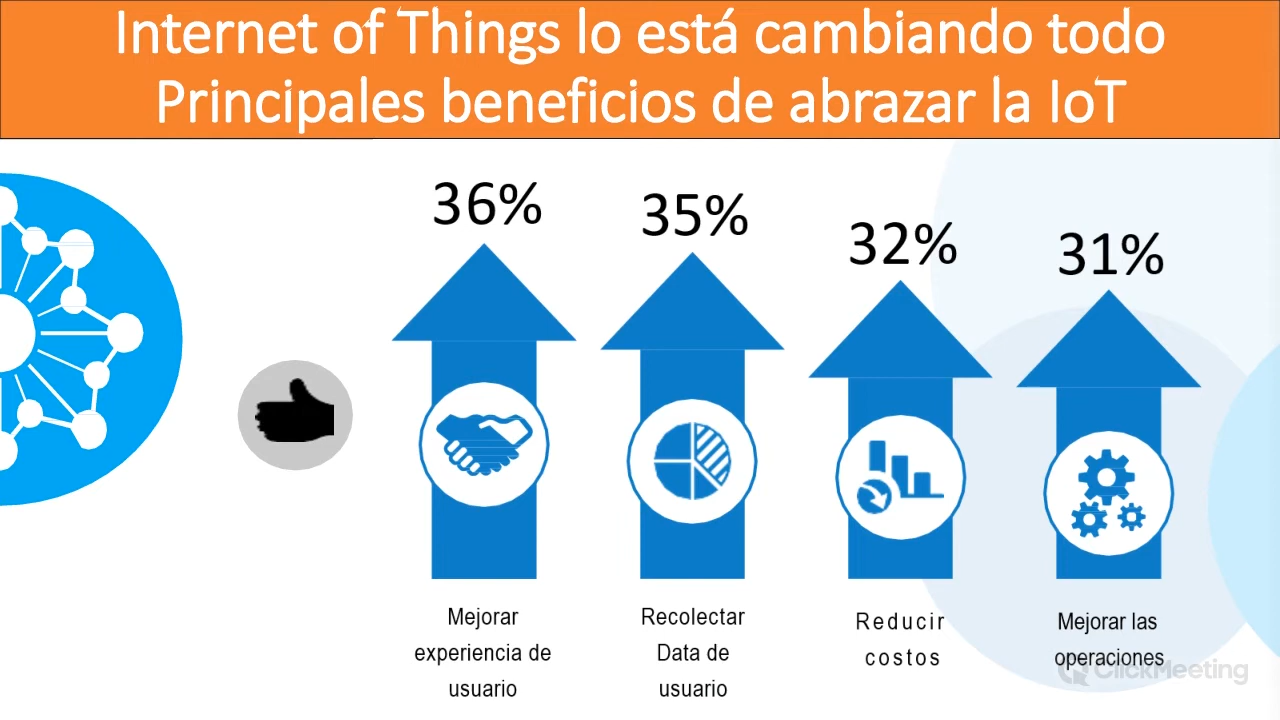 Internet of Things lo está cambiando todo
Principales beneficios de abrazar la IoT
36%
35%
32%
31%
Mejorar
experiencia de
usuario
Recolectar
Data de
usuario
Reducir
costos
Mejorar las
operaciones
ClickMeeting